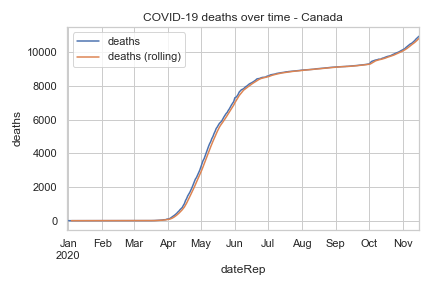 COVID-19 deaths over time - Canada
deaths
deaths (rolling)
10000
8000
6000
4000
2000
0
deaths
Jan Feb Mar Apr May Jun Jul Aug Sep Oct Nov
2020
dateRep